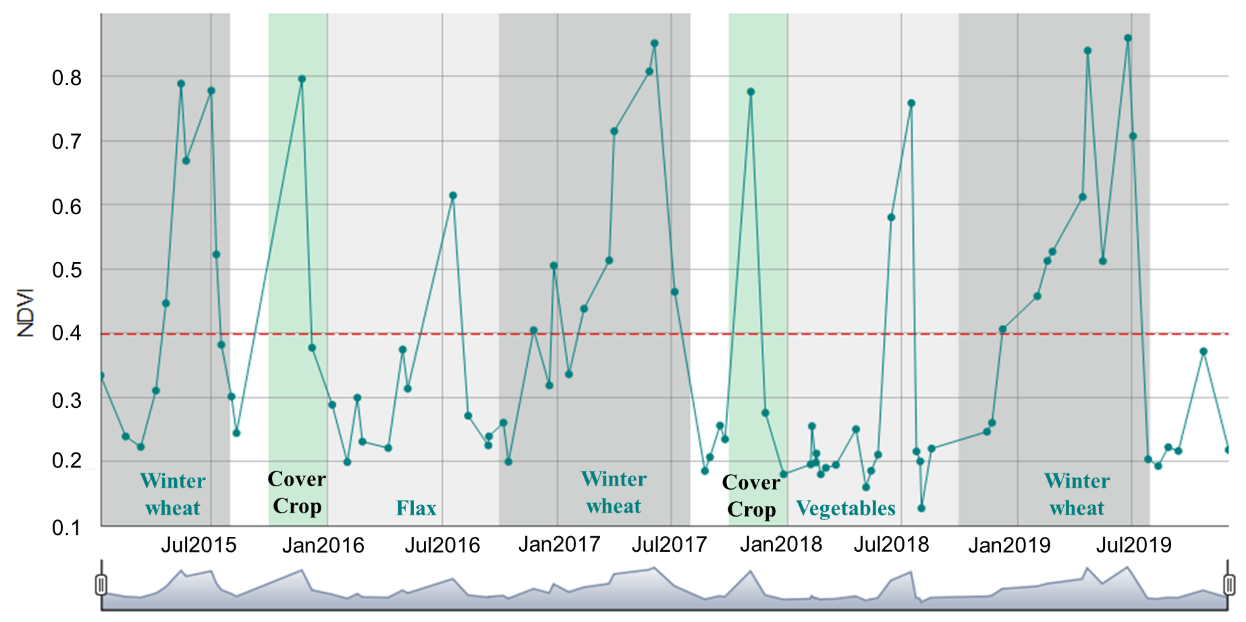 0.8
0.7
0.6
0.5
0.4
0.3
0.2
0.1
NDVI
Winter
wheat
Cover
Crop
Flax
Winter
wheat
Cover
Crop
Vegetables
Winter
wheat
Jul2015 Jan2016 Jul2016 Jan2017 Jul2017 Jan2018 Jul2018 Jan2019 Jul2019